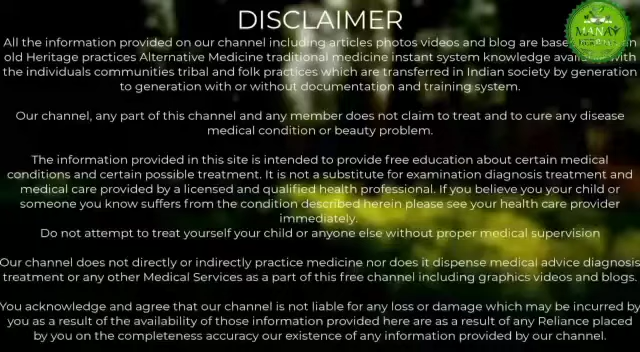 DISCLAIMER
MANAY
All the information provided on our channel including articles photos videos and blog are based
old Heritage practices Alternative Medicine traditional medicine instant system knowledge with
the individuals communities tribal and folk practices which are transferred in Indian society by generation
to generation with or without documentation and training system.
Our channel, any part of this channel and any member does not claim to treat and to cure any disease
medical condition or beauty problem.
The information provided in this site is intended to provide free education about certain medical
conditions and certain possible treatment. It is not a substitute for examination diagnosis treatment and
medical care provided by a licensed and qualified health professional. If you believe you your child or
someone you know suffers from the condition described herein please see your health care provider
immediately.
Do not attempt to treat yourself your child or anyone else without proper medical supervision
Our channel does not directly or indirectly practice medicine nor does it dispense medical advice diagnosis
treatment or any other Medical Services as a part of this free channel including graphics videos and blogs.
You acknowledge and agree that our channel is not liable for any loss or damage which may be incurred by
you as a result of the availability of those information provided here are as a result of any Reliance placed
by you on the completeness accuracy our existence of any information provided by our channel.